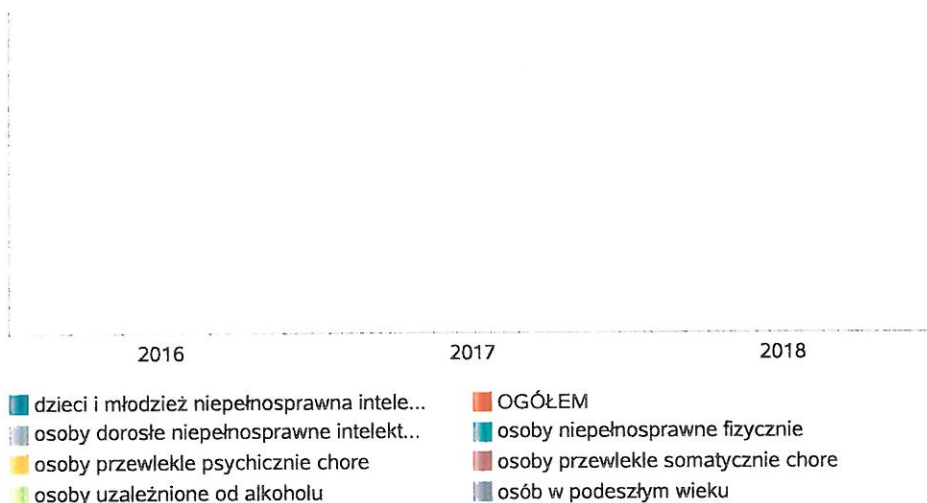 2016 2017 2018
dzieci i młodzież niepełnosprawna intele... OGÓŁEM
osoby dorosłe niepełnosprawne intelekt... osoby niepełnosprawne fizycznie
osoby przewlekle psychicznie chore osoby przewlekle somatycznie chore
osoby uzależnione od alkoholu osób w podeszłym wieku